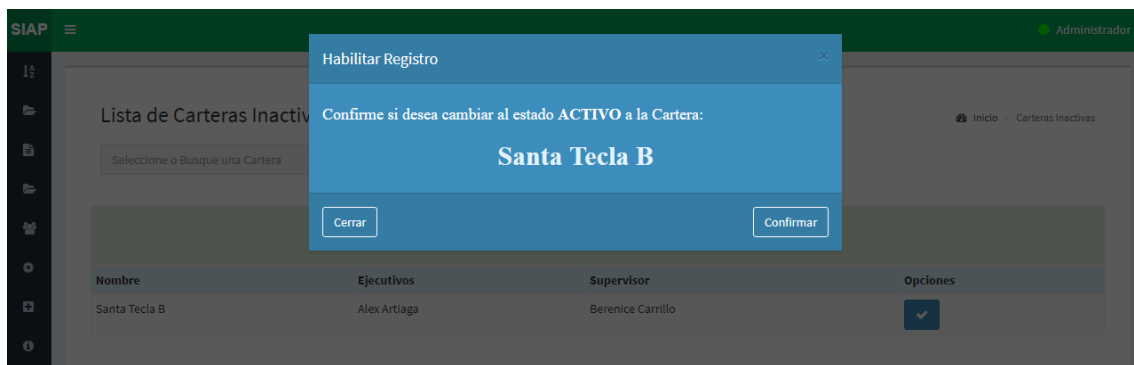 SIAP
Administrador
Habilitar Registro
×
Lista de Carteras Inactiv
Confirme si desea cambiar al estado ACTIVO a la Cartera:
Inicio > Carteras Inactivas
Seleccione o Busque una Cartera
Santa Tecla B
Cerrar
Confirmar
Nombre Ejecutivos Supervisor Opciones
Santa Tecla B Alex Artiaga Berenice Carrillo